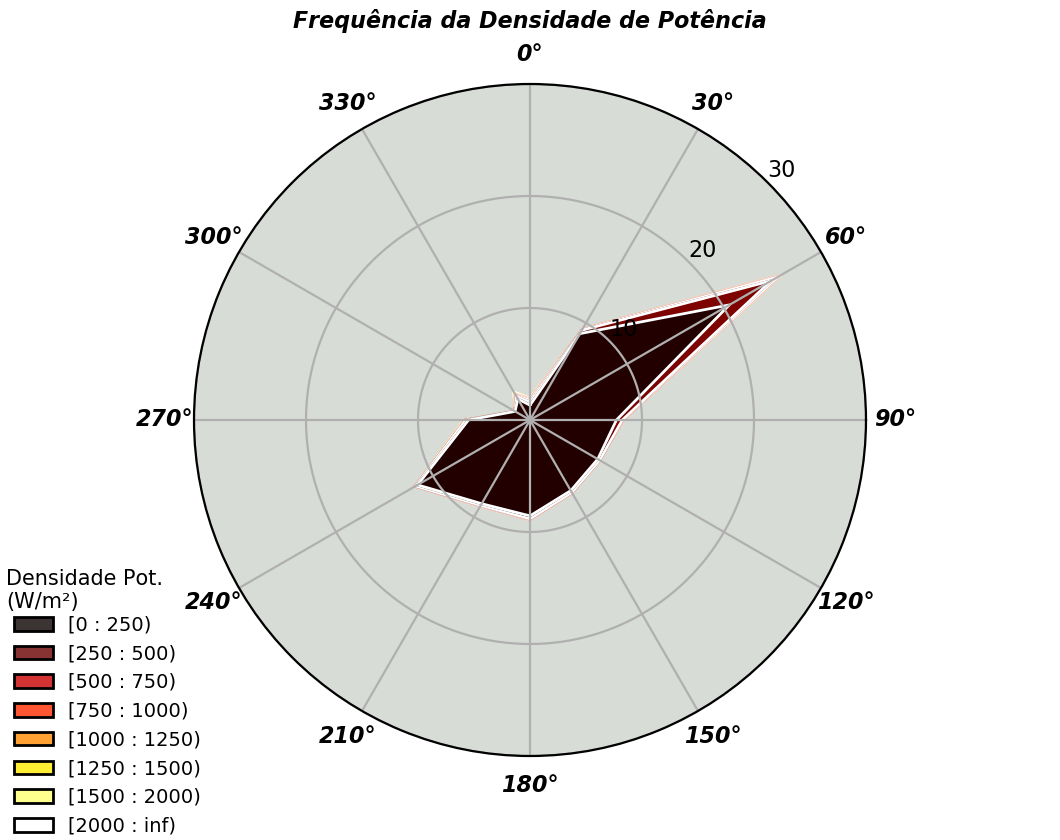 Frequência da Densidade de Potência
0°
330°
30°
30
300°
60°
20
10
270°
90°
Densidade Pot.
(W/m²)
240°
120°
[0 : 250)
[250 : 500)
[500 : 750)
[750 : 1000)
210°
150°
[1000 : 1250)
[1250 : 1500)
180°
[1500 : 2000)
[2000 : inf)